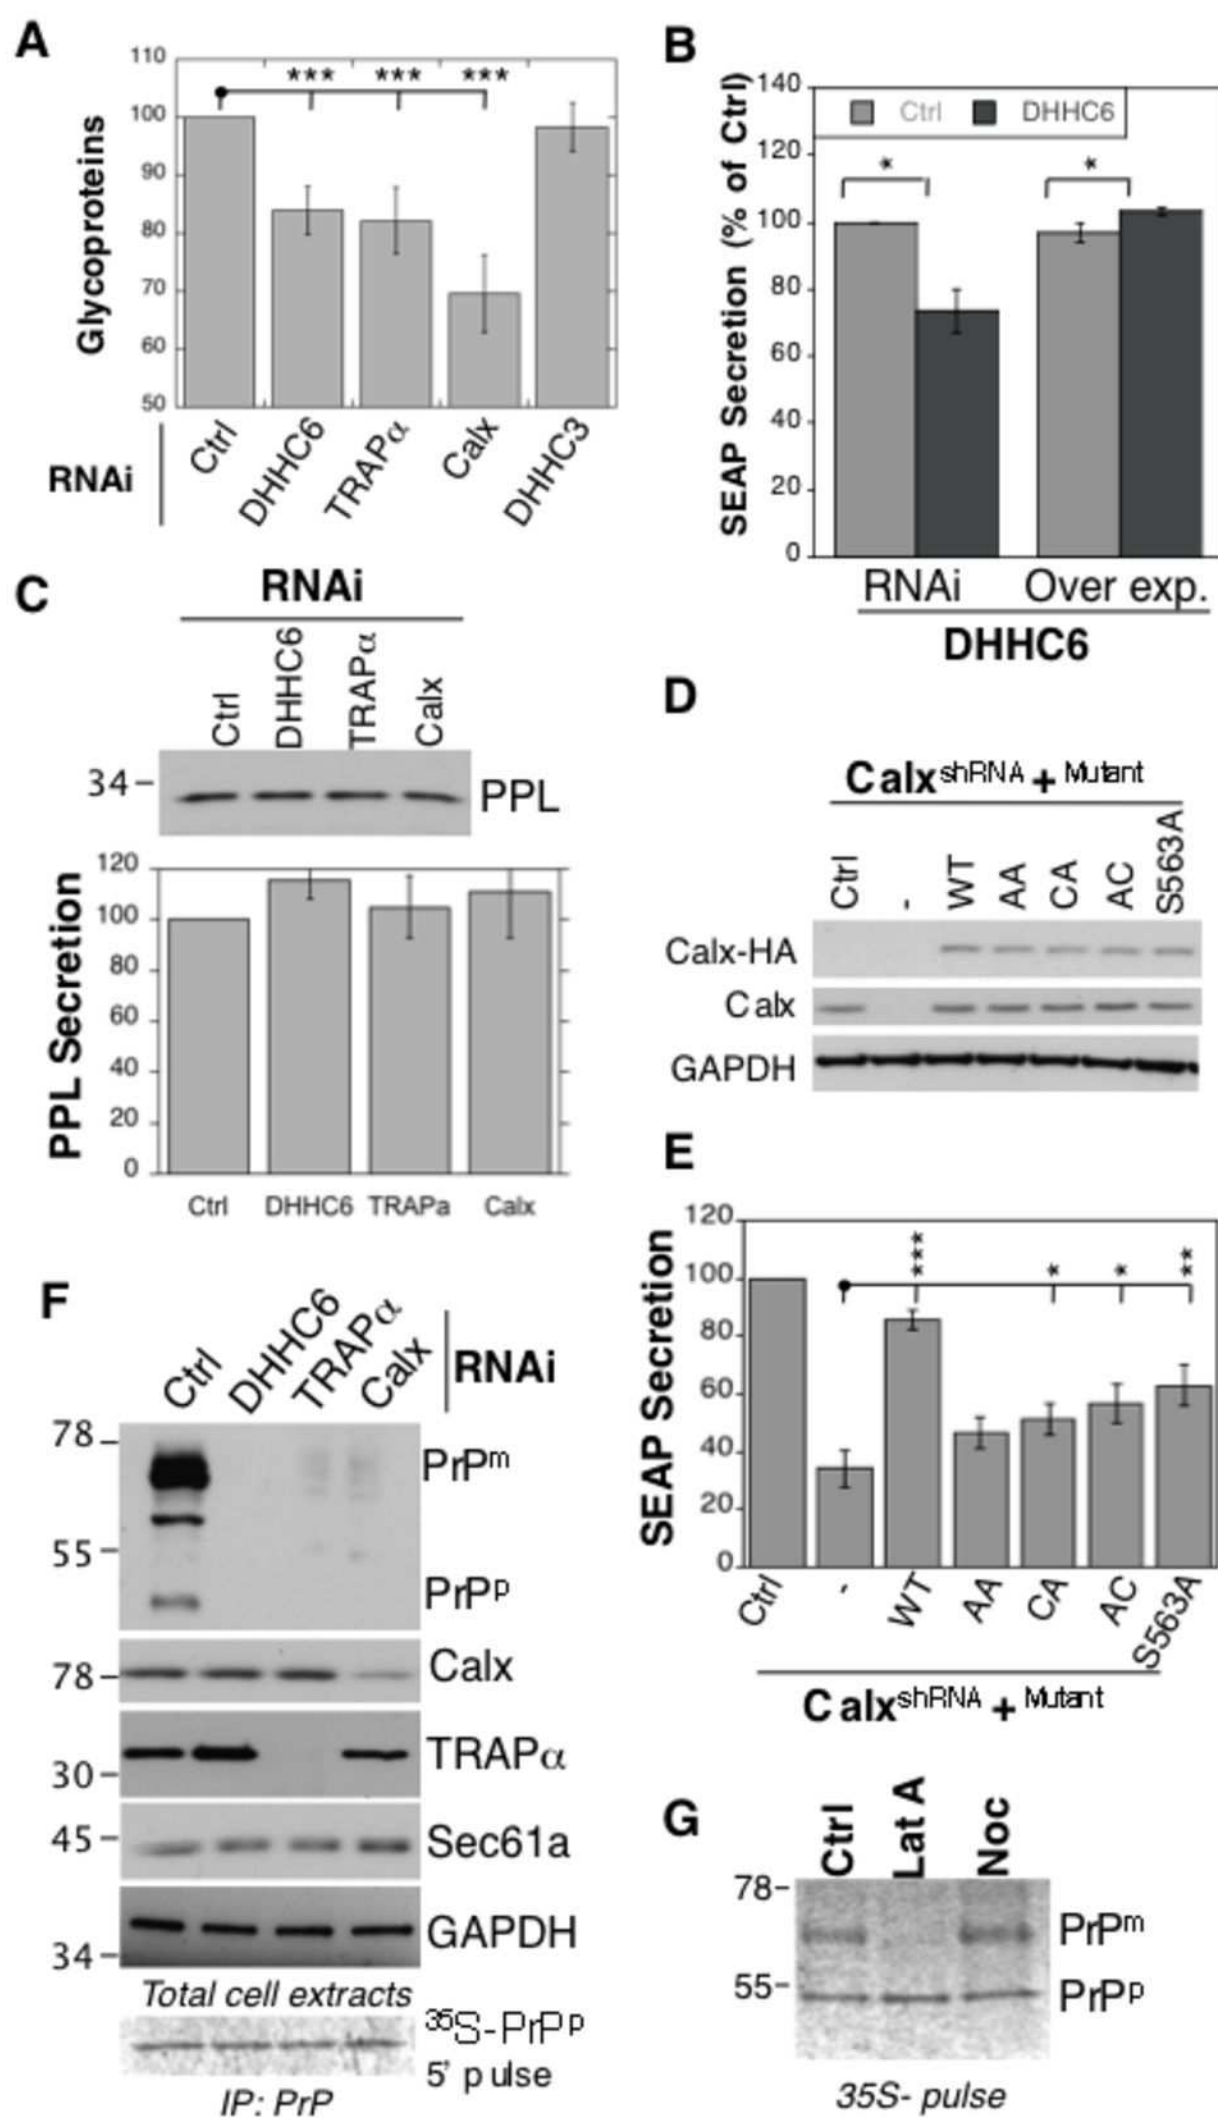 A
Glycoproteins
110
100
90
80
70
60
50
*** *** ***
RNAi
Ctrl DHHC6 TRAPα Calx DHHC3
B
SEAP Secretion (% of Ctrl)
140
120
100
80
60
40
20
0
Ctrl DHHC6
* *
RNAi Over exp.
DHHC6
C
RNAi
Ctrl DHHC6 TRAPα Calx
34
PPL
PPL Secretion
120
100
80
60
40
20
0
Ctrl DHHC6 TRAPa Calx
D
Calx shRNA + Mutant
Ctrl - WT AA CA AC S563A
Calx-HA
Calx
GAPDH
E
SEAP Secretion
120
100
80
60
40
20
0
*** * * **
Ctrl - WT AA CA AC S563A
Calx shRNA + Mutant
F
Ctrl DHHC6 TRAPα Calx RNAi
78
PrPm
55
PrPp
78
Calx
TRAPα
30
45
Sec61a
GAPDH
34
Total cell extracts
35S-PrPp
5' pulse
IP: PrP
G
Ctrl Lat A Noc
78
PrPm
55
PrPp
35S- pulse